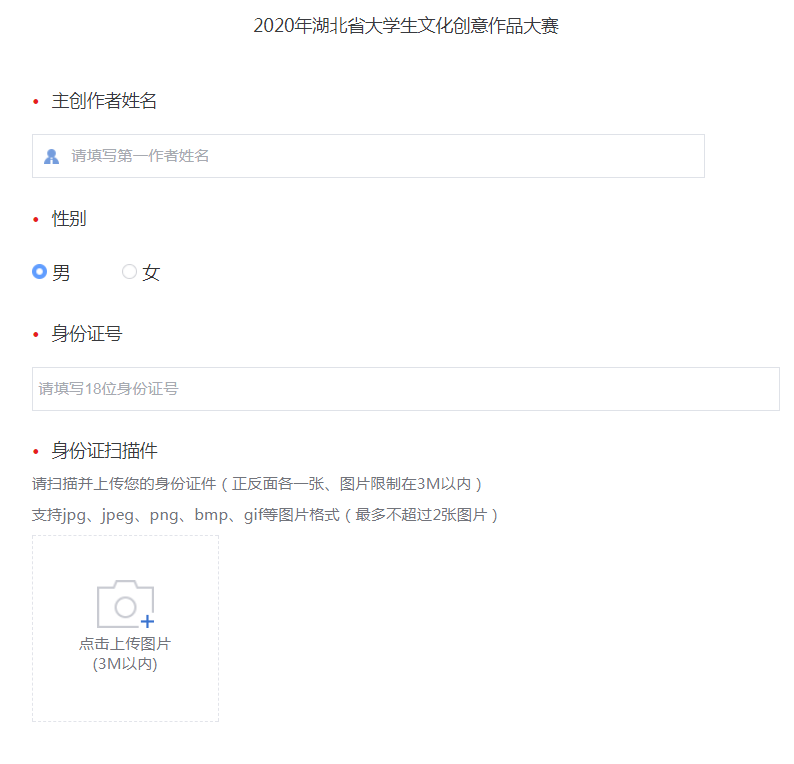 2020年湖北省大学生文化创意作品大赛
主创作者姓名
请填写第一作者姓名
性别
男 女
身份证号
请填写18位身份证号
身份证扫描件
请扫描并上传您的身份证件（正反面各一张、图片限制在3M以内）
支持jpg、jpeg、png、bmp、gif等图片格式（最多不超过2张图片）
点击上传图片
(3M以内)